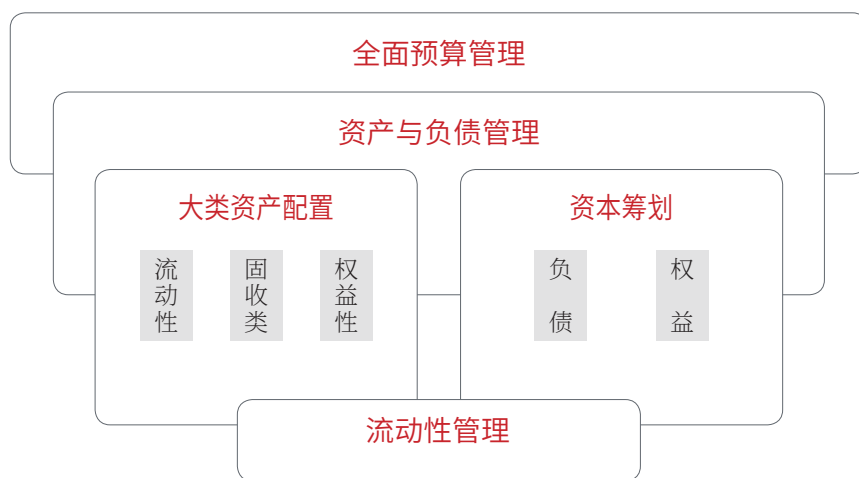 全面预算管理
资产与负债管理
大类资产配置
资本筹划
流动性
固收类
权益性
负债
权益
流动性管理